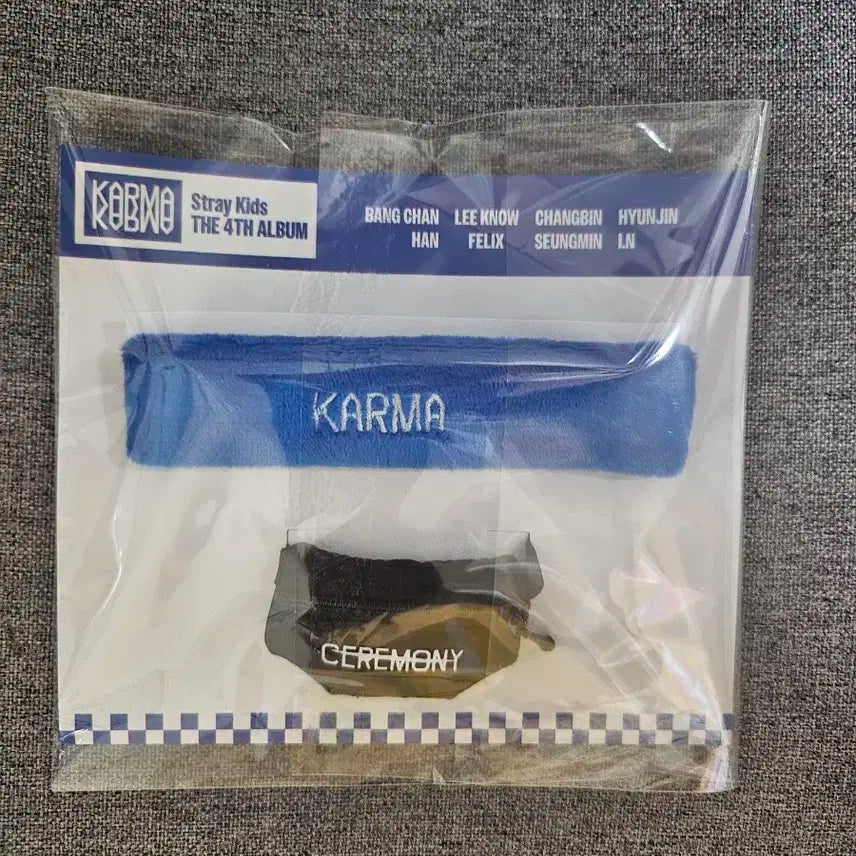 KARMA
KARMA
Stray Kids
THE 4TH ALBUM
BANG CHAN LEE KNOW CHANGBIN HYUNJIN
HAN FELIX SEUNGMIN I.N
KARMA
CEREMONY